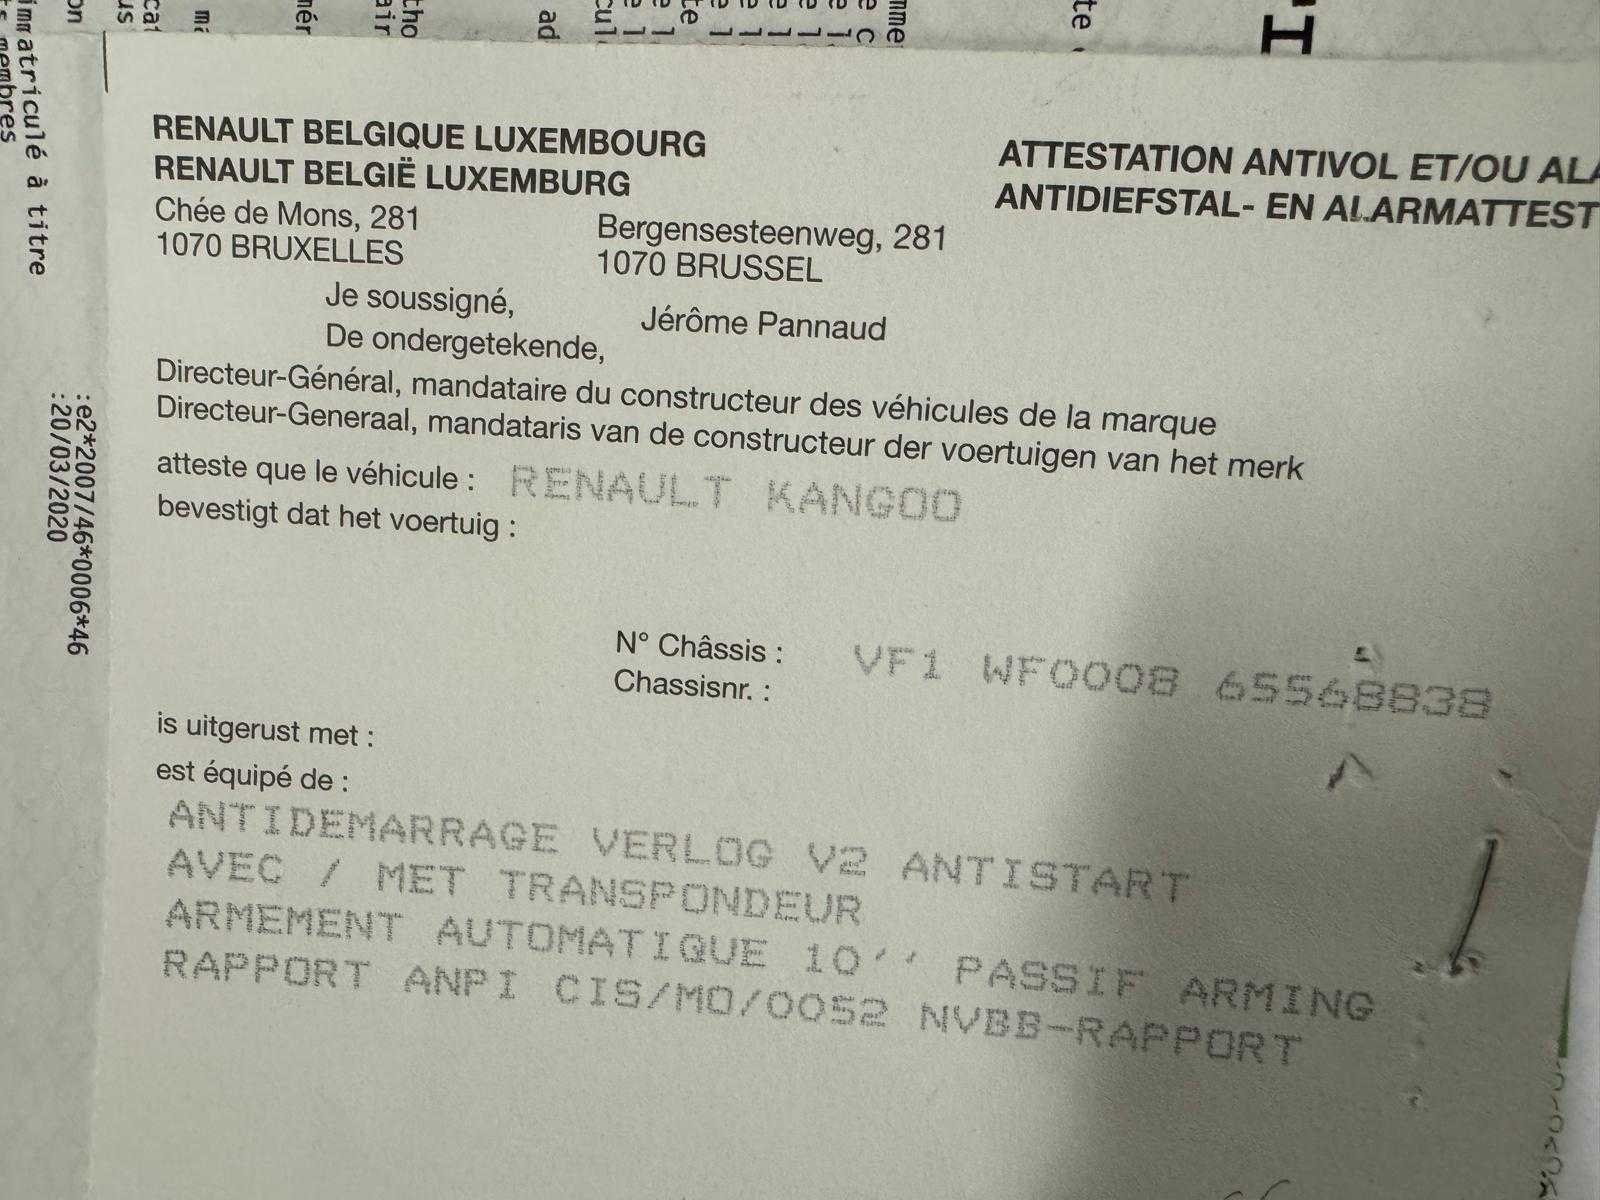 RENAULT BELGIQUE LUXEMBOURG
RENAULT BELGIË LUXEMBURG
Chée de Mons, 281
1070 BRUXELLES
Bergensesteenweg, 281
1070 BRUSSEL
ATTESTATION ANTIVOL ET/OU
ANTIDIEFSTAL- EN ALARMATTEST
Je soussigné,
De ondergetekende,
Jérôme Pannaud
Directeur-Général, mandataire du constructeur des véhicules de la marque
Directeur-Generaal, mandataris van de constructeur der voertuigen van het merk
atteste que le véhicule : RENAULT KANGOO
bevestigt dat het voertuig :
N° Châssis : VF1 WF0008 65568838
Chassisnr. :
is uitgerust met :
est équipé de :
ANTIDEMARRAGE VERLOG V2 ANTISTART
AVEC / MET TRANSPONDEUR
ARMEMENT AUTOMATIQUE 10'' PASSIF ARMING
RAPPORT ANPI CIS/MO/0052 NVBB-RAPPORT
immatriculé à titre
membres
:e2*2007/46*0006*46
:20/03/2020